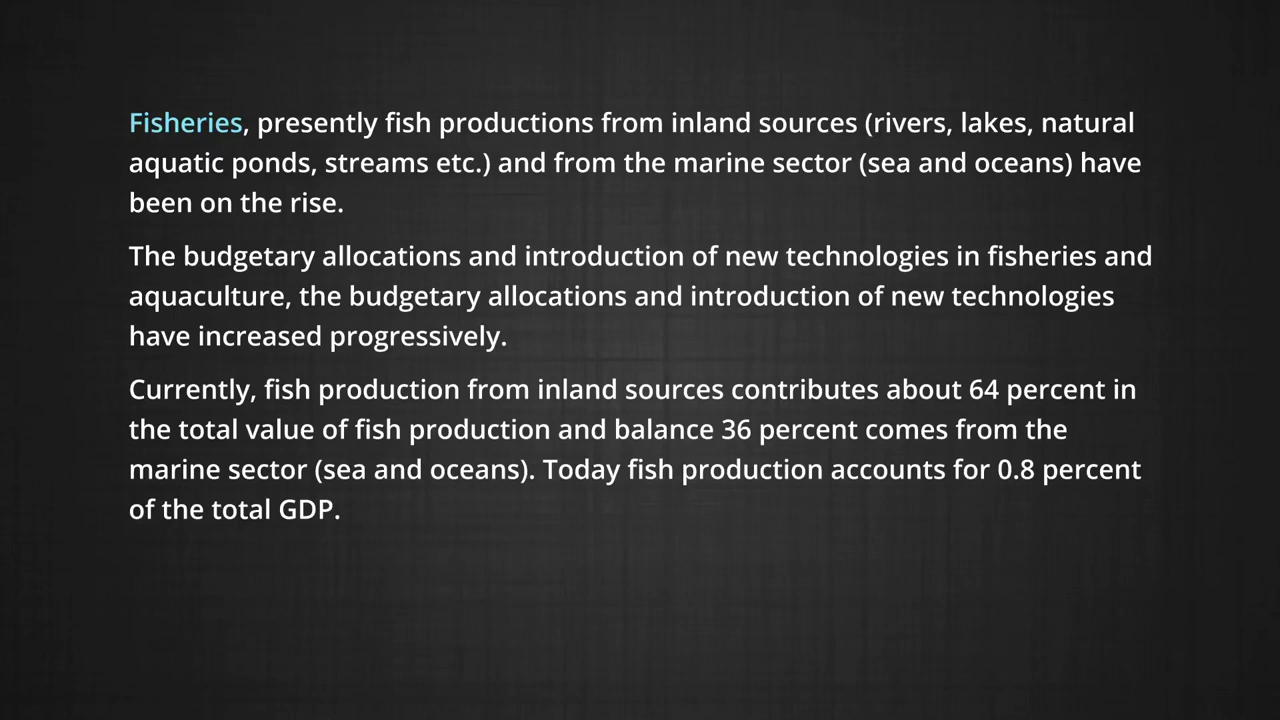 Fisheries, presently fish productions from inland sources (rivers, lakes, natural
aquatic ponds, streams etc.) and from the marine sector (sea and oceans) have
been on the rise.
The budgetary allocations and introduction of new technologies in fisheries and
aquaculture, the budgetary allocations and introduction of new technologies
have increased progressively.
Currently, fish production from inland sources contributes about 64 percent in
the total value of fish production and balance 36 percent comes from the
marine sector (sea and oceans). Today fish production accounts for 0.8 percent
of the total GDP.